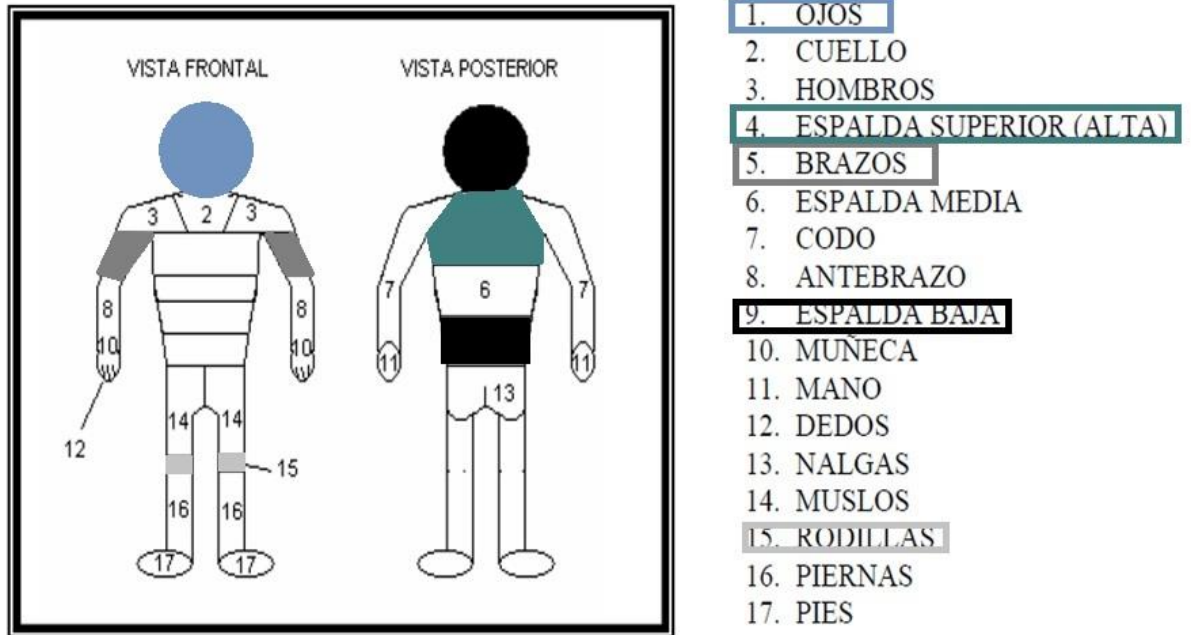 VISTA FRONTAL VISTA POSTERIOR
3 2 3
8 8 7 6 7
10 10 11 11
13
14 14
12
15
16 16
17 17
1. OJOS
2. CUELLO
3. HOMBROS
4. ESPALDA SUPERIOR (ALTA)
5. BRAZOS
6. ESPALDA MEDIA
7. CODO
8. ANTEBRAZO
9. ESPALDA BAJA
10. MUÑECA
11. MANO
12. DEDOS
13. NALGAS
14. MUSLOS
15. RODILLAS
16. PIERNAS
17. PIES